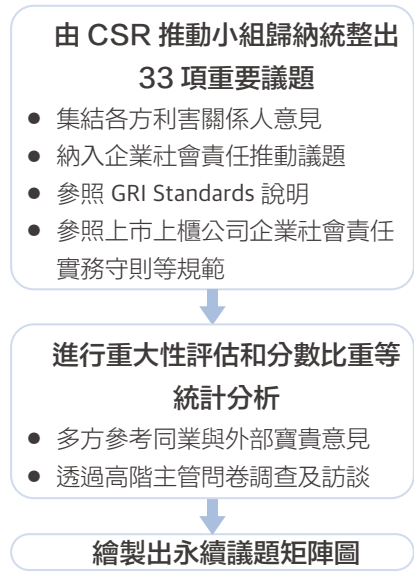 由 CSR 推動小組歸納統整出
33 項重要議題
● 集結各方利害關係人意見
● 納入企業社會責任推動議題
● 參照 GRI Standards 說明
● 參照上市上櫃公司企業社會責任
實務守則等規範
進行重大性評估和分數比重等
統計分析
● 多方參考同業與外部寶貴意見
● 透過高階主管問卷調查及訪談
繪製出永續議題矩陣圖